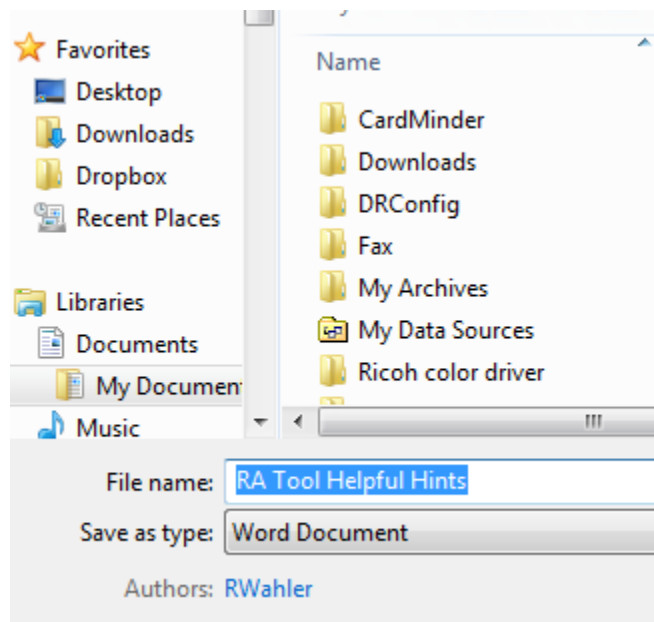 Favorites
Desktop
Downloads
Dropbox
Recent Places
Libraries
Documents
My Documen
Music
Name
CardMinder
Downloads
DRConfig
Fax
My Archives
My Data Sources
Ricoh color driver
File name: RA Tool Helpful Hints
Save as type: Word Document
Authors: RWahler